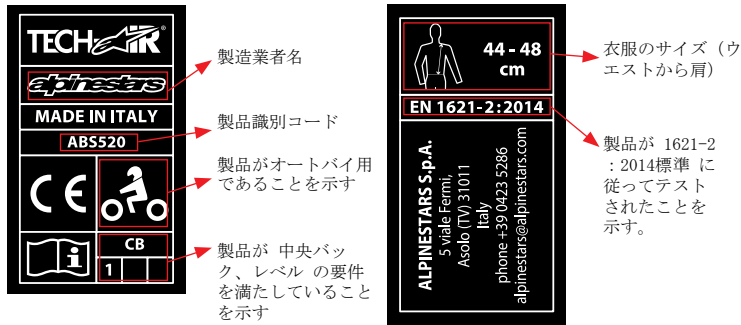 TECH-AIR
alpinestars
MADE IN ITALY
ABS520
CE
i
CB
1
製造業者名
製品識別コード
製品がオートバイ用
であることを示す
製品が 中央バッ
ク、レベル の要件
を満たしていること
を示す
44 - 48
cm
EN 1621-2:2014
ALPINESTARS S.p.A.
5 viale Fermi,
Asolo (TV) 31011
Italy
phone +39 0423 5286
alpinestars@alpinestars.com
衣服のサイズ（ウ
エストから肩）
製品が 1621-2
：2014標準 に
従ってテスト
されたことを
示す。